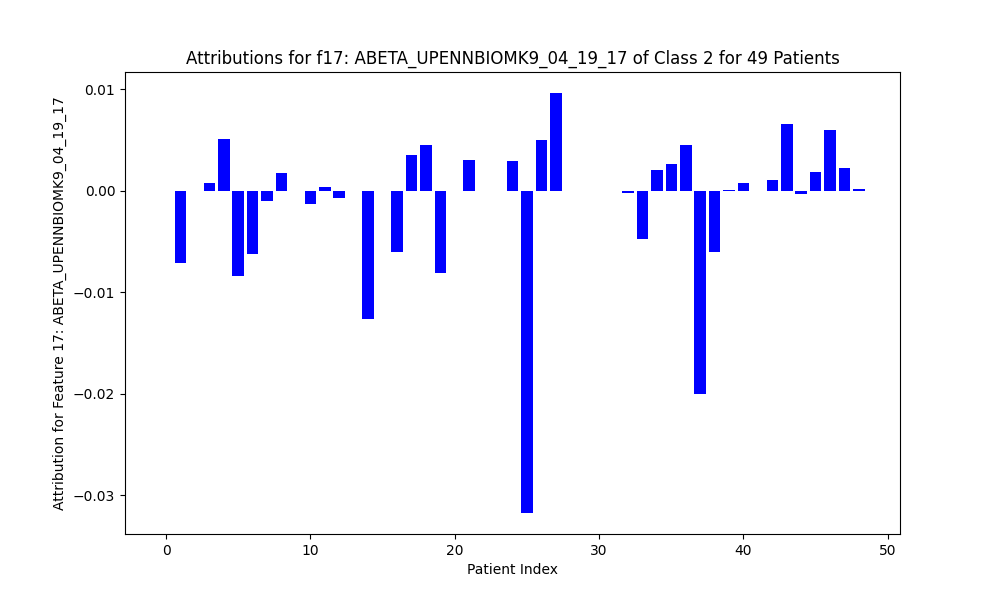 Attributions for f17: ABETA_UPENNBIOMK9_04_19_17 of Class 2 for 49 Patients
Attribution for Feature 17: ABETA_UPENNBIOMK9_04_19_17
0.01
0.00
−0.01
−0.02
−0.03
0 10 20 30 40 50
Patient Index